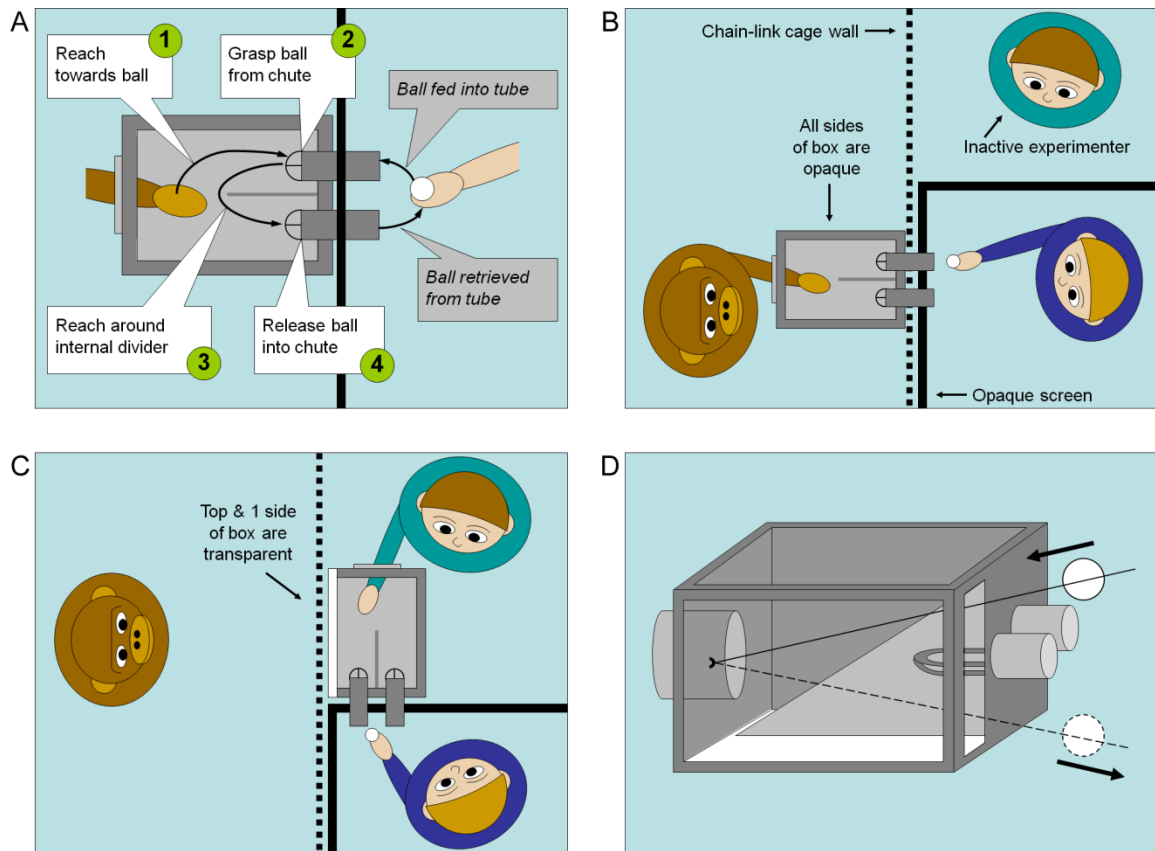 A
1
Reach
towards ball
2
Grasp ball
from chute
Ball fed into tube
Reach around
internal divider
3
Release ball
into chute
4
Ball retrieved
from tube
B
Chain-link cage wall
All sides
of box are
opaque
Inactive experimenter
Opaque screen
C
Top & 1 side
of box are
transparent
D